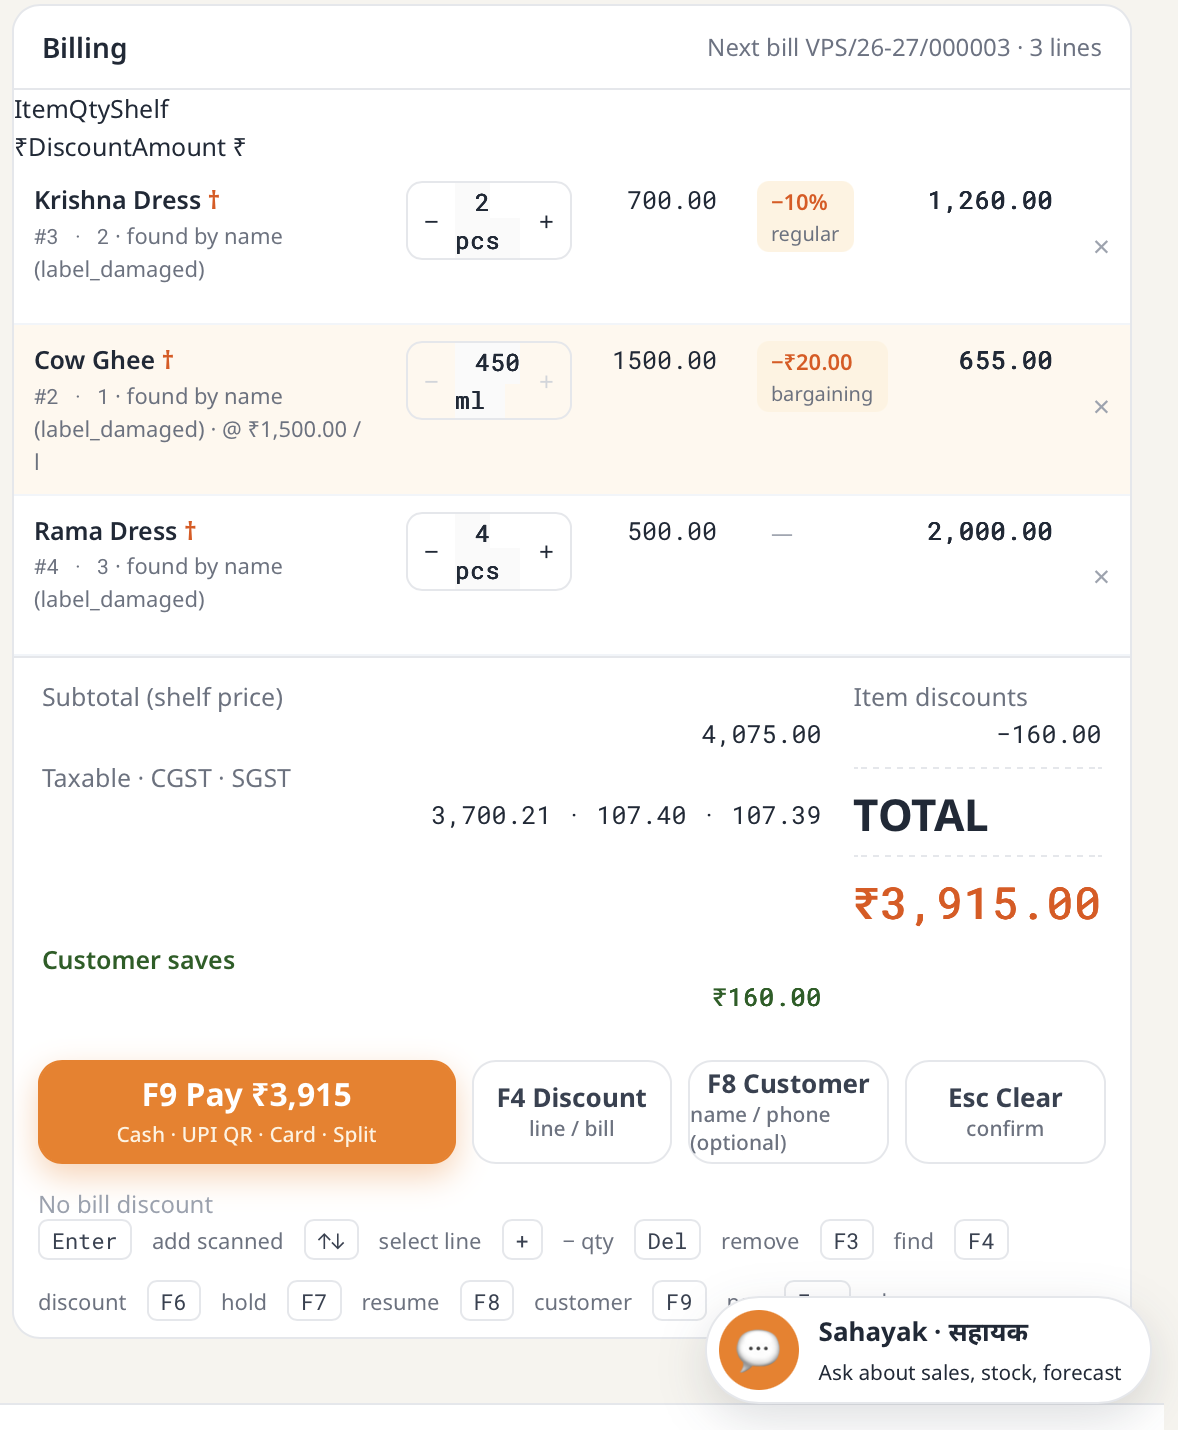 Billing
Next bill VPS/26-27/000003 · 3 lines
ItemQtyShelf
₹DiscountAmount ₹
Krishna Dress †
#3 · 2 · found by name
(label_damaged)
− 2 pcs +
700.00
−10%
regular
1,260.00
×
Cow Ghee †
#2 · 1 · found by name
(label_damaged) · @ ₹1,500.00 /
l
− 450 ml +
1500.00
−₹20.00
bargaining
655.00
×
Rama Dress †
#4 · 3 · found by name
(label_damaged)
− 4 pcs +
500.00
—
2,000.00
×
Subtotal (shelf price)
4,075.00
Item discounts
−160.00
Taxable · CGST · SGST
3,700.21 · 107.40 · 107.39
TOTAL
₹3,915.00
Customer saves
₹160.00
F9 Pay ₹3,915
Cash · UPI QR · Card · Split
F4 Discount
line / bill
F8 Customer
name / phone
(optional)
Esc Clear
confirm
No bill discount
Enter add scanned ↑↓ select line + − qty Del remove F3 find F4
discount F6 hold F7 resume F8 customer F9
Sahayak · सहायक
Ask about sales, stock, forecast